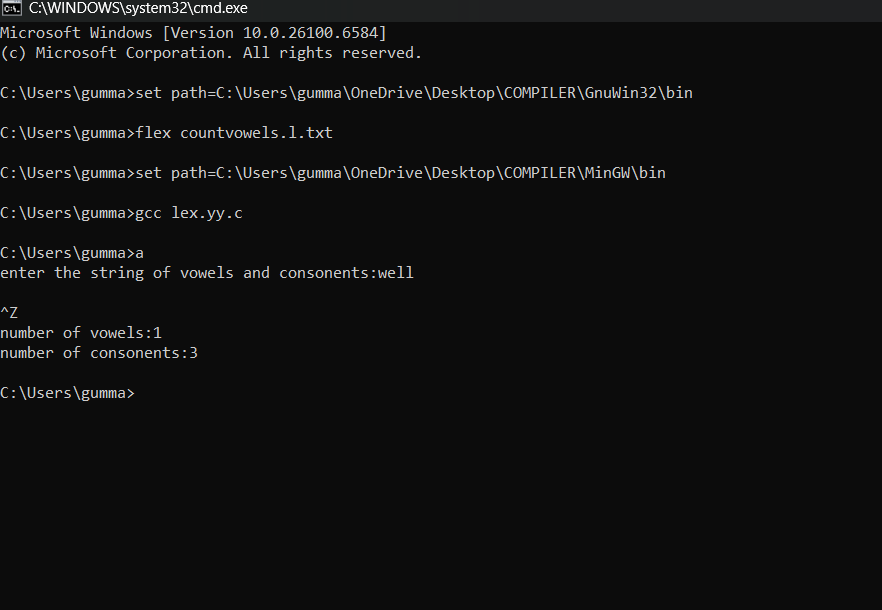 C:\WINDOWS\system32\cmd.exe
Microsoft Windows [Version 10.0.26100.6584]
(c) Microsoft Corporation. All rights reserved.
C:\Users\gumma>set path=C:\Users\gumma\OneDrive\Desktop\COMPILER\GnuWin32\bin
C:\Users\gumma>flex countvowels.l.txt
C:\Users\gumma>set path=C:\Users\gumma\OneDrive\Desktop\COMPILER\MinGW\bin
C:\Users\gumma>gcc lex.yy.c
C:\Users\gumma>a
enter the string of vowels and consonents:well
^Z
number of vowels:1
number of consonents:3
C:\Users\gumma>